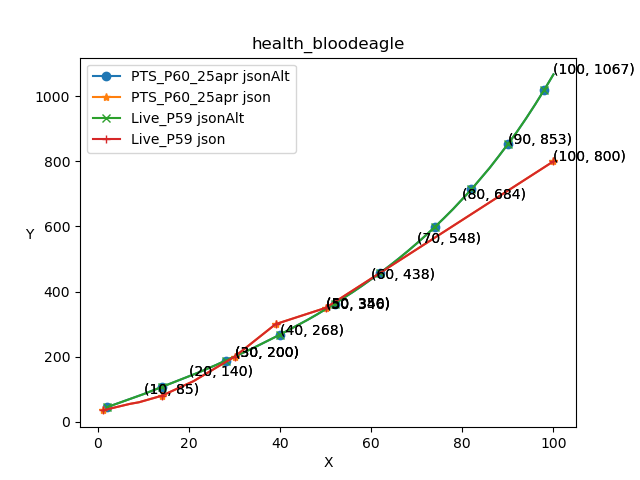 health_bloodeagle
PTS_P60_25apr jsonAlt
PTS_P60_25apr json
Live_P59 jsonAlt
Live_P59 json
(100, 1067)
(90, 853)
(100, 800)
(80, 684)
(70, 548)
(60, 438)
(40, 268)
(30, 200)
(20, 140)
(10, 85)
Y
1000
800
600
400
200
0
0 20 40 60 80 100
X